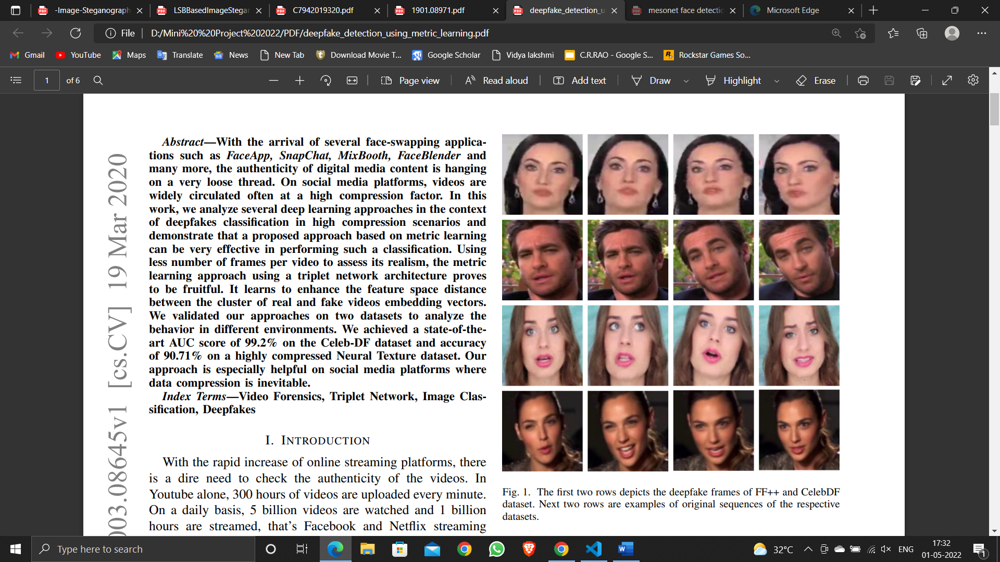 -Image-Steganograph
LSBBasedImageStegar
C7942019320.pdf
1901.08971.pdf
deepfake_detection_u
mesonet face detectic
Microsoft Edge
File
D:/Mini%20%20Project%202022/PDF/deepfake_detection_using_metric_learning.pdf
Gmail
YouTube
Maps
Translate
News
New Tab
Download Movie T...
Google Scholar
Vidya lakshmi
C.R.RAO - Google S...
Rockstar Games So...
1
of 6
Page view
Read aloud
Add text
Draw
Highlight
Erase
003.08645v1 [cs.CV] 19 Mar 2020
Abstract—With the arrival of several face-swapping applica-
tions such as FaceApp, SnapChat, MixBooth, FaceBlender and
many more, the authenticity of digital media content is hanging
on a very loose thread. On social media platforms, videos are
widely circulated often at a high compression factor. In this
work, we analyze several deep learning approaches in the context
of deepfakes classification in high compression scenarios and
demonstrate that a proposed approach based on metric learning
can be very effective in performing such a classification. Using
less number of frames per video to assess its realism, the metric
learning approach using a triplet network architecture proves
to be fruitful. It learns to enhance the feature space distance
between the cluster of real and fake videos embedding vectors.
We validated our approaches on two datasets to analyze the
behavior in different environments. We achieved a state-of-the-
art AUC score of 99.2% on the Celeb-DF dataset and accuracy
of 90.71% on a highly compressed Neural Texture dataset. Our
approach is especially helpful on social media platforms where
data compression is inevitable.
Index Terms—Video Forensics, Triplet Network, Image Clas-
sification, Deepfakes
I. INTRODUCTION
With the rapid increase of online streaming platforms, there
is a dire need to check the authenticity of the videos. In
Youtube alone, 300 hours of videos are uploaded every minute.
On a daily basis, 5 billion videos are watched and 1 billion
hours are streamed, that's Facebook and Netflix streaming
Fig. 1. The first two rows depicts the deepfake frames of FF++ and CelebDF
dataset. Next two rows are examples of original sequences of the respective
datasets.
Type here to search
32°C
ENG
17:32
01-05-2022
1